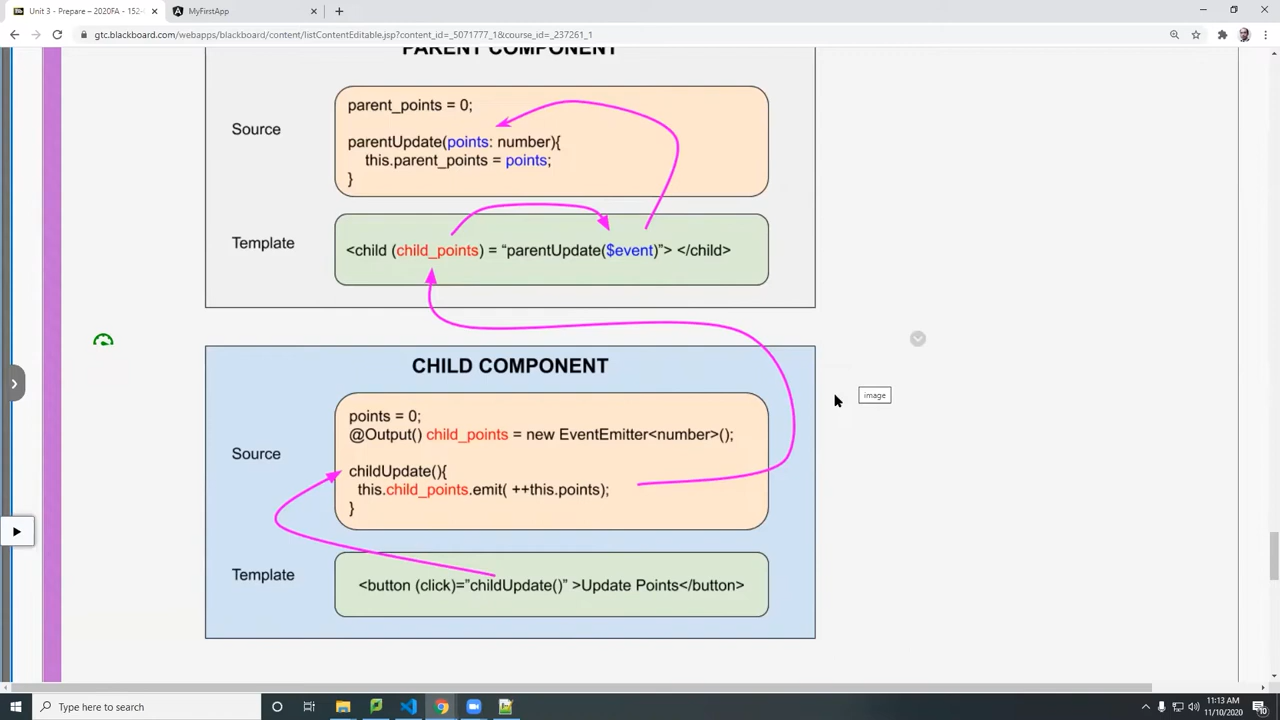 Unit 3 - Prepare – 2020FA - 152-
MyFirstApp
gtc.blackboard.com/webapps/blackboard/content/listContentEditable.jsp?content_id=_5071777_1&course_id=_237261_1
PARENT COMPONENT
Source
parent_points = 0;
parentUpdate(points: number){
this.parent_points = points;
}
Template
<child (child_points) = “parentUpdate($event)”> </child>
CHILD COMPONENT
image
Source
points = 0;
@Output() child_points = new EventEmitter<number>();
childUpdate(){
this.child_points.emit( ++this.points);
}
Template
<button (click)=”childUpdate()” >Update Points</button>
Type here to search
11:13 AM
11/10/2020
10